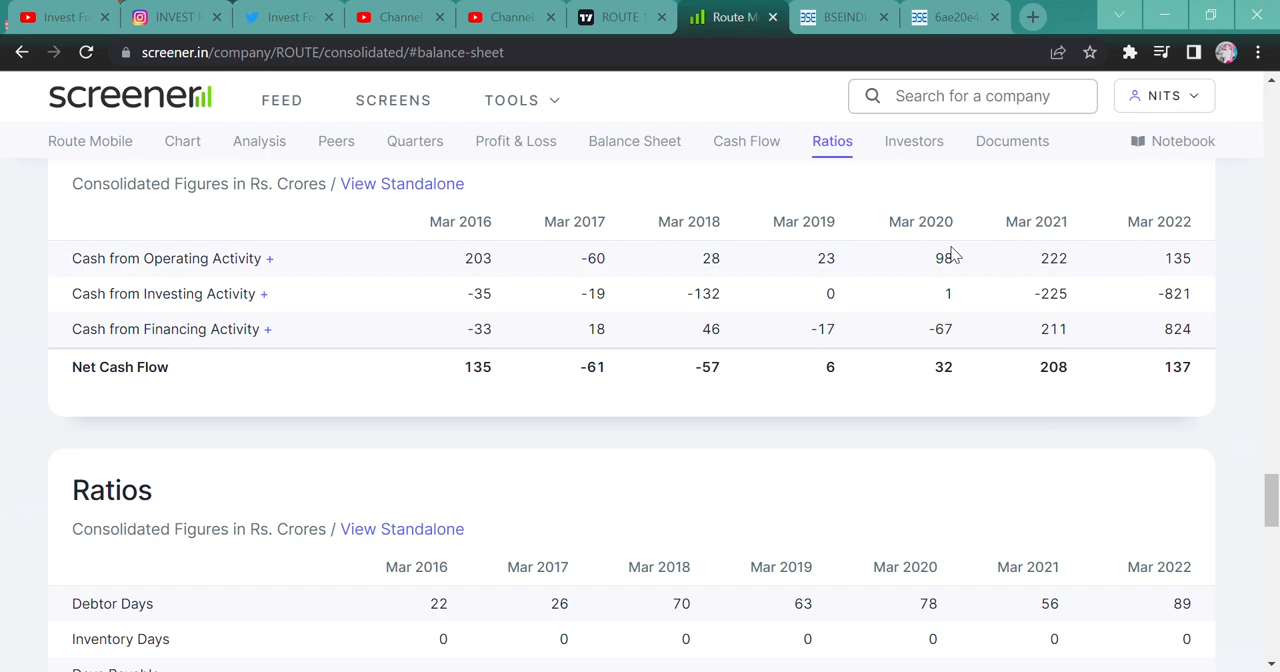 Invest Fo
INVEST F
Invest Fo
Channel
Channel
ROUTE 1
Route M
BSEINDI
6ae20e4
screener.in/company/ROUTE/consolidated/#balance-sheet
screener FEED SCREENS TOOLS Search for a company NITS
Route Mobile Chart Analysis Peers Quarters Profit & Loss Balance Sheet Cash Flow Ratios Investors Documents Notebook
Consolidated Figures in Rs. Crores / View Standalone
Mar 2016 Mar 2017 Mar 2018 Mar 2019 Mar 2020 Mar 2021 Mar 2022
Cash from Operating Activity + 203 -60 28 23 98 222 135
Cash from Investing Activity + -35 -19 -132 0 1 -225 -821
Cash from Financing Activity + -33 18 46 -17 -67 211 824
Net Cash Flow 135 -61 -57 6 32 208 137
Ratios
Consolidated Figures in Rs. Crores / View Standalone
Mar 2016 Mar 2017 Mar 2018 Mar 2019 Mar 2020 Mar 2021 Mar 2022
Debtor Days 22 26 70 63 78 56 89
Inventory Days 0 0 0 0 0 0 0